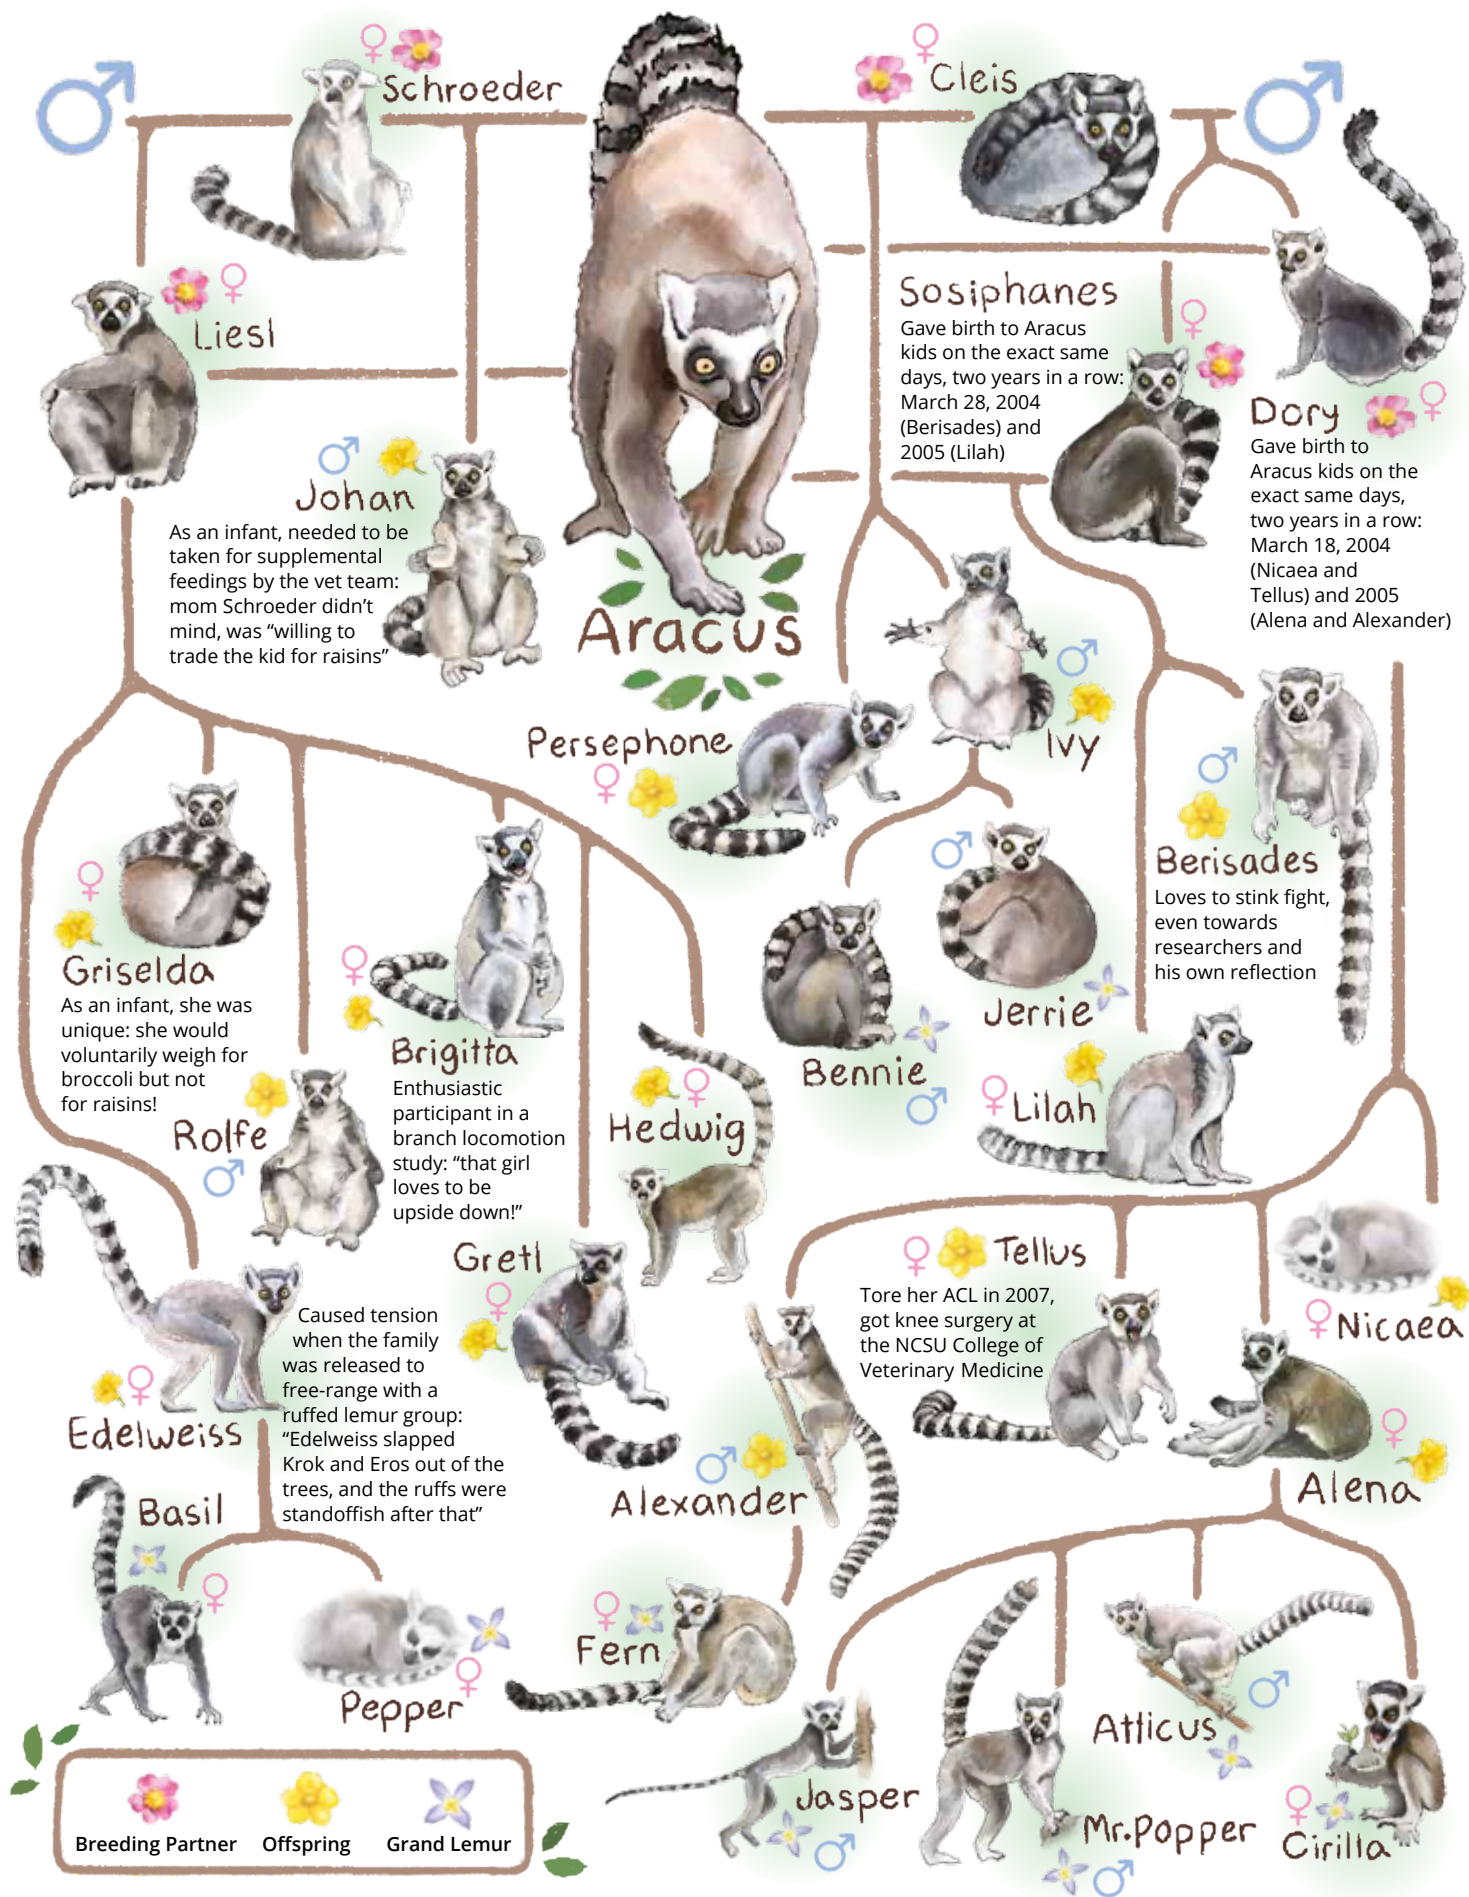 Schroeder
Cleis
Liesl
Sosiphanes
Gave birth to Aracus
kids on the exact same
days, two years in a row:
March 28, 2004
(Berisades) and
2005 (Lilah)
Dory
Gave birth to
Aracus kids on the
exact same days,
two years in a row:
March 18, 2004
(Nicaea and
Tellus) and 2005
(Alena and Alexander)
Johan
As an infant, needed to be
taken for supplemental
feedings by the vet team:
mom Schroeder didn’t
mind, was “willing to
trade the kid for raisins”
Aracus
Persephone
Ivy
Berisades
Loves to stink fight,
even towards
researchers and
his own reflection
Griselda
As an infant, she was
unique: she would
voluntarily weigh for
broccoli but not
for raisins!
Brigitta
Enthusiastic
participant in a
branch locomotion
study: “that girl
loves to be
upside down!”
Jerrie
Bennie
Rolfe
Hedwig
Lilah
Gretl
Tellus
Tore her ACL in 2007,
got knee surgery at
the NCSU College of
Veterinary Medicine
Nicaea
Edelweiss
Caused tension
when the family
was released to
free-range with a
ruffed lemur group:
“Edelweiss slapped
Krok and Eros out of the
trees, and the ruffs were
standoffish after that”
Alexander
Alena
Basil
Pepper
Fern
Jasper
Mr.Popper
Atticus
Cirilla
Breeding Partner
Offspring
Grand Lemur